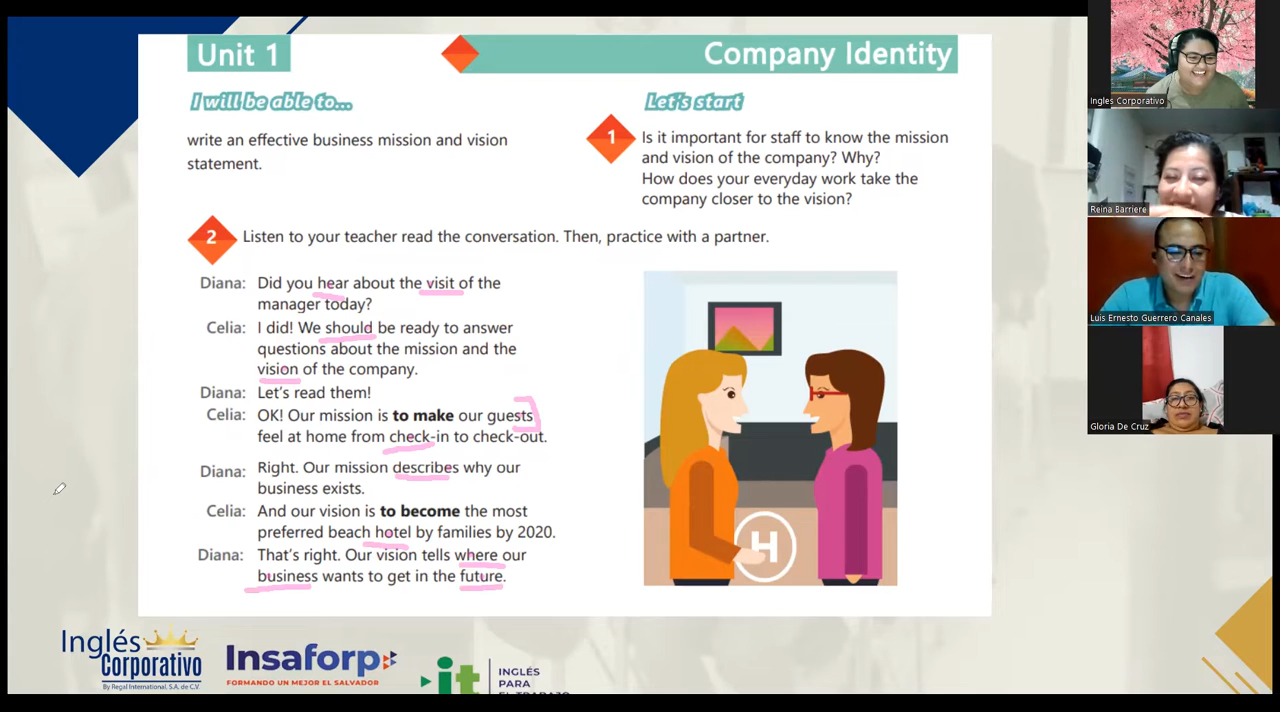 Unit 1
Company Identity
I will be able to...
write an effective business mission and vision
statement.
Let's start
1
Is it important for staff to know the mission
and vision of the company? Why?
How does your everyday work take the
company closer to the vision?
2
Listen to your teacher read the conversation. Then, practice with a partner.
Diana: Did you hear about the visit of the
manager today?
Celia: I did! We should be ready to answer
questions about the mission and the
vision of the company.
Diana: Let's read them!
Celia: OK! Our mission is to make our guests
feel at home from check-in to check-out.
Diana: Right. Our mission describes why our
business exists.
Celia: And our vision is to become the most
preferred beach hotel by families by 2020.
Diana: That's right. Our vision tells where our
business wants to get in the future.
H
Inglés
Corporativo
By Regal International, S.A. de C.V.
Insaforp
FORMANDO UN MEJOR EL SALVADOR
it
INGLÉS
PARA
EL TRABAJO
Ingles Corporativo
Reina Barriere
Luis Ernesto Guerrero Canales
Gloria De Cruz